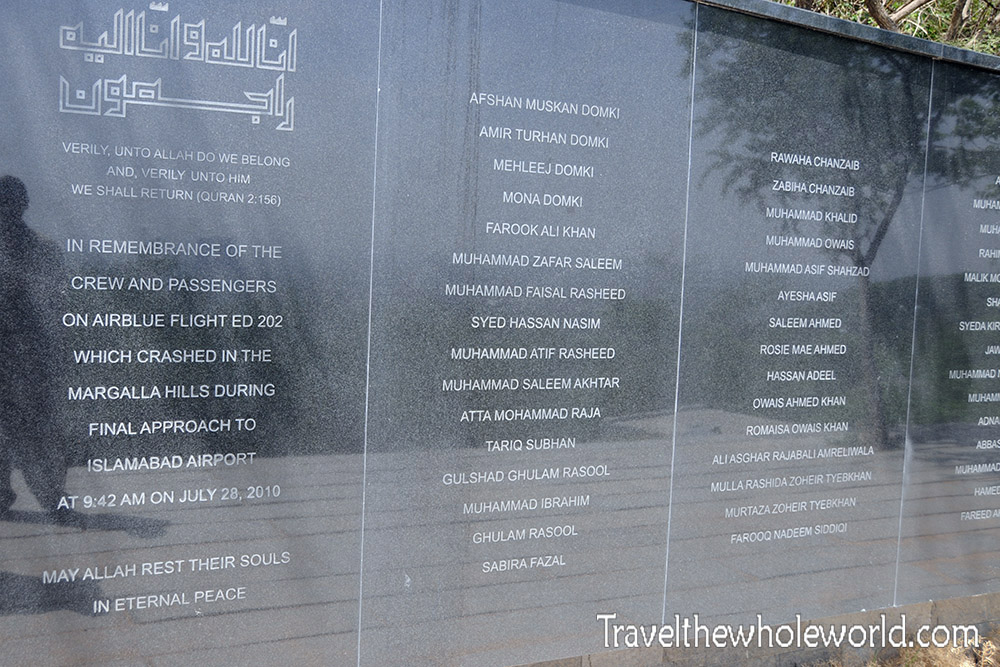 انا لله و انا اليه
راجعون
VERILY, UNTO ALLAH DO WE BELONG
AND, VERILY UNTO HIM
WE SHALL RETURN (QURAN 2:156)
IN REMEMBRANCE OF THE
CREW AND PASSENGERS
ON AIRBLUE FLIGHT ED 202
WHICH CRASHED IN THE
MARGALLA HILLS DURING
FINAL APPROACH TO
ISLAMABAD AIRPORT
AT 9:42 AM ON JULY 28, 2010
MAY ALLAH REST THEIR SOULS
IN ETERNAL PEACE
AFSHAN MUSKAN DOMKI
AMIR TURHAN DOMKI
MEHLEEJ DOMKI
MONA DOMKI
FAROOK ALI KHAN
MUHAMMAD ZAFAR SALEEM
MUHAMMAD FAISAL RASHEED
SYED HASSAN NASIM
MUHAMMAD ATIF RASHEED
MUHAMMAD SALEEM AKHTAR
ATTA MOHAMMAD RAJA
TARIQ SUBHAN
GULSHAD GHULAM RASOOL
MUHAMMAD IBRAHIM
GHULAM RASOOL
SABIRA FAZAL
RAWAHA CHANZAIB
ZABIHA CHANZAIB
MUHAMMAD KHALID
MUHAMMAD OWAIS
MUHAMMAD ASIF SHAHZAD
AYESHA ASIF
SALEEM AHMED
ROSIE MAE AHMED
HASSAN ADEEL
OWAIS AHMED KHAN
ROMAISA OWAIS KHAN
ALI ASGHAR RAJABALI AMRELIWALA
MULLA RASHIDA ZOHEIR TYEBKHAN
MURTAZA ZOHEIR TYEBKHAN
FAROOQ NADEEM SIDDIQI
MALIK
SYEDA
MUHAMMAD
MUHAMMAD
HAMED
FAREED
TravelthewholeWorld.com